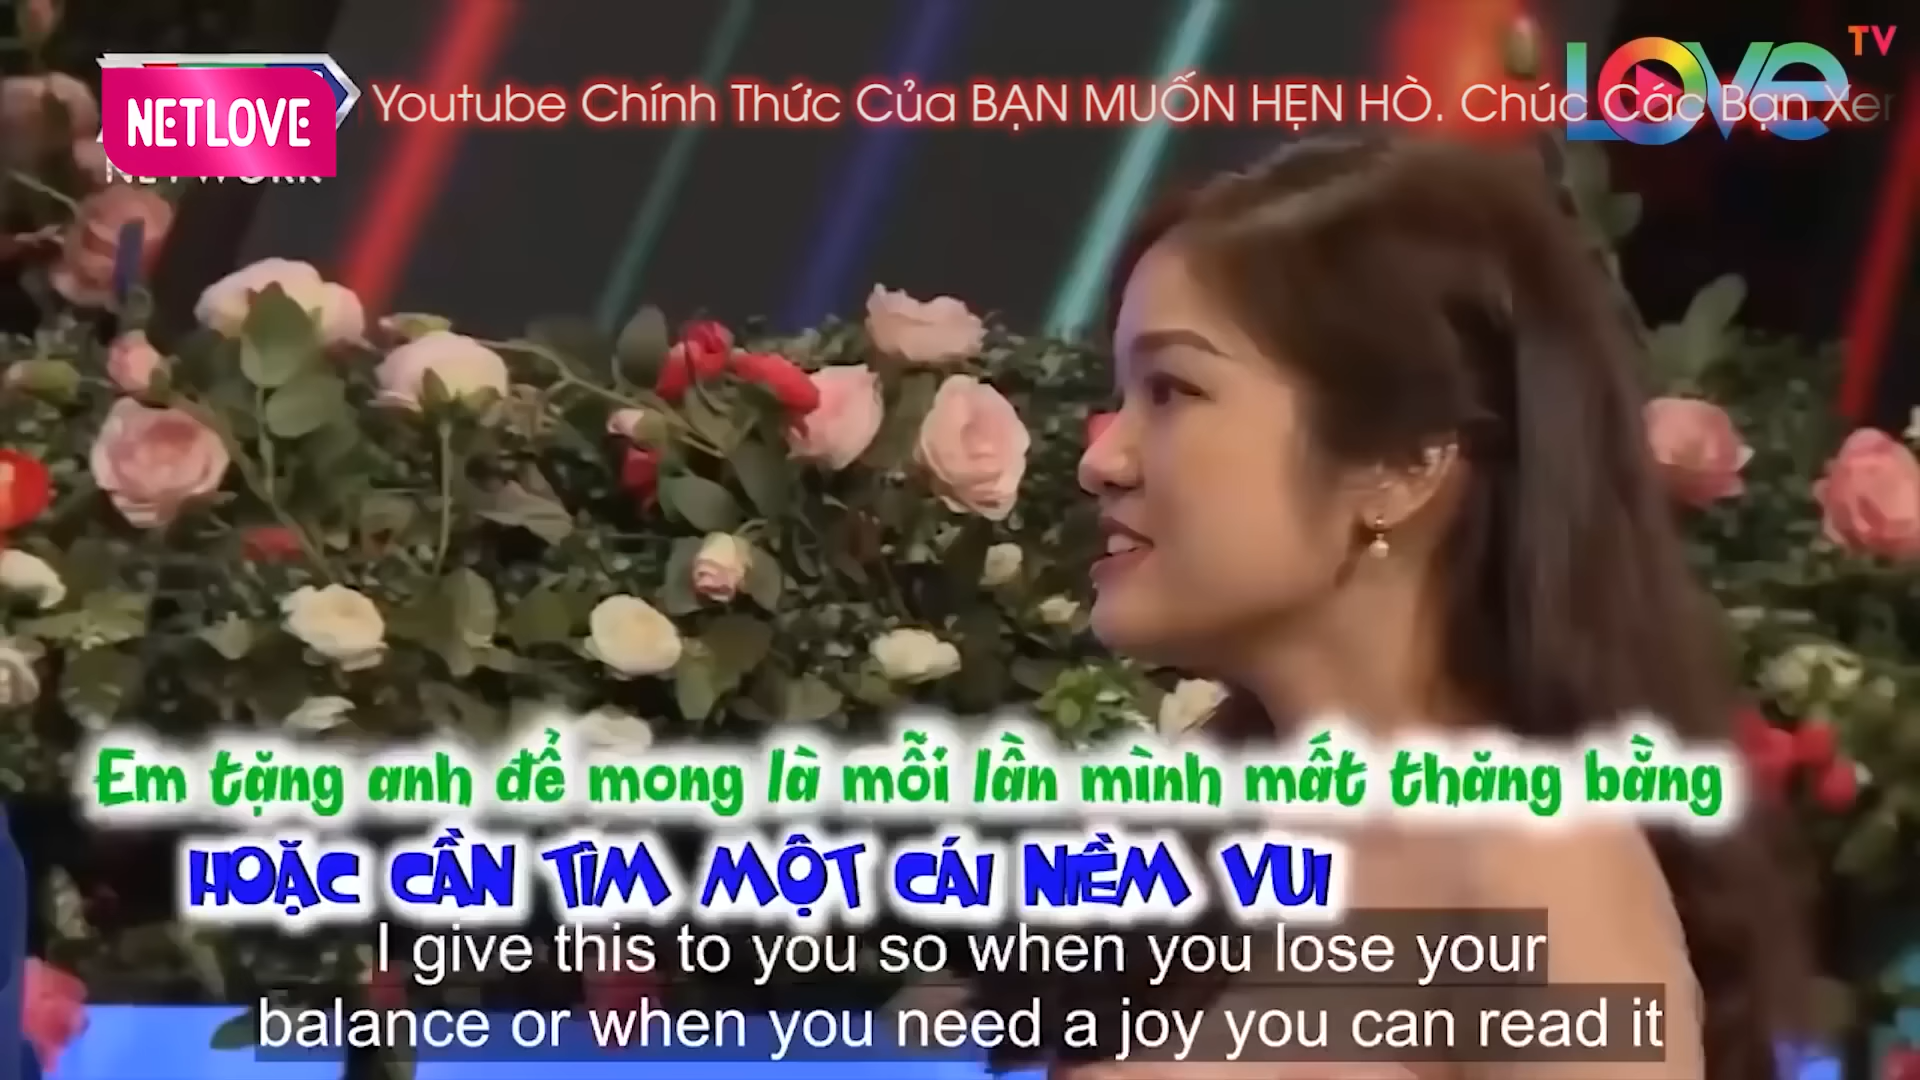 LOVE TV
NETLOVE
Youtube Chính Thức Của BẠN MUỐN HẸN HÒ. Chúc Các Bạn Xer
NETWORK
Em tặng anh để mong là mỗi lần mình mất thăng bằng
HOẶC CẦN TÌM MỘT CÁI NIỀM VUI
I give this to you so when you lose your
balance or when you need a joy you can read it